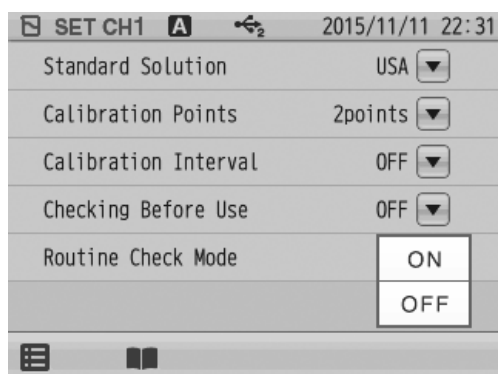 SET CH1 A 2 2015/11/11 22:31
Standard Solution USA
Calibration Points 2points
Calibration Interval OFF
Checking Before Use OFF
Routine Check Mode ON
OFF